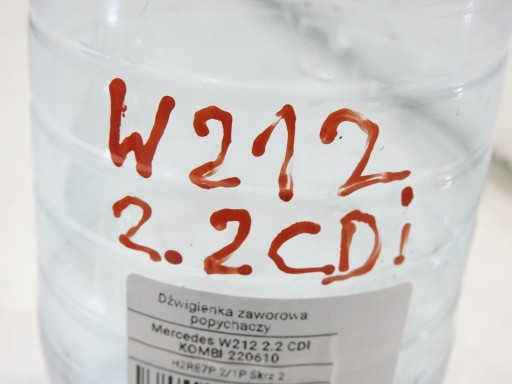 W212
2.2CDi
Dźwigienka zaworowa
popychaczy
Mercedes W212 2.2 CDI
KOMBI 220610
H2RE7P 2/1P Skrz 2